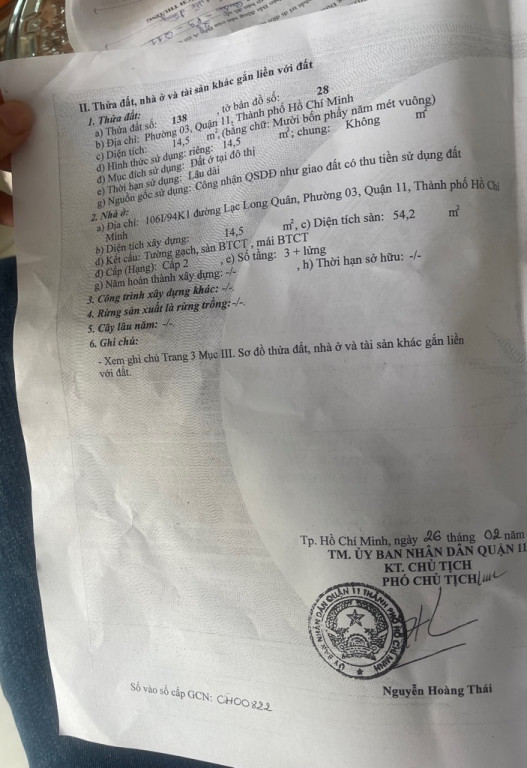 II. Thửa đất, nhà ở và tài sản khác gắn liền với đất
1. Thửa đất:
a) Thửa đất số: 138 , tờ bản đồ số: 28
b) Địa chỉ: Phường 03, Quận 11, Thành phố Hồ Chí Minh
c) Diện tích: 14,5 m², (bằng chữ: Mười bốn phẩy năm mét vuông)
d) Hình thức sử dụng: riêng: 14,5 m²; chung: Không m²
đ) Mục đích sử dụng: Đất ở tại đô thị
e) Thời hạn sử dụng: Lâu dài
g) Nguồn gốc sử dụng: Công nhận QSDĐ như giao đất có thu tiền sử dụng đất
2. Nhà ở:
a) Địa chỉ: 106I/94K1 đường Lạc Long Quân, Phường 03, Quận 11, Thành phố Hồ Chí
Minh
b) Diện tích xây dựng: 14,5 m², c) Diện tích sàn: 54,2 m²
d) Kết cấu: Tường gạch, sàn BTCT , mái BTCT
đ) Cấp (Hạng): Cấp 2 , e) Số tầng: 3 + lửng
g) Năm hoàn thành xây dựng: -/- , h) Thời hạn sở hữu: -/-
3. Công trình xây dựng khác: -/-
4. Rừng sản xuất là rừng trồng: -/-.
5. Cây lâu năm: -/-
6. Ghi chú:
- Xem ghi chú Trang 3 Mục III. Sơ đồ thửa đất, nhà ở và tài sản khác gắn liền
với đất.
Tp. Hồ Chí Minh, ngày 26 tháng 02 năm
TM. ỦY BAN NHÂN DÂN QUẬN 11
KT. CHỦ TỊCH
PHÓ CHỦ TỊCH
ỦY BAN NHÂN DÂN QUẬN 11 THÀNH PHỐ HỒ CHÍ MINH
Nguyễn Hoàng Thái
Số vào sổ cấp GCN: CH00822